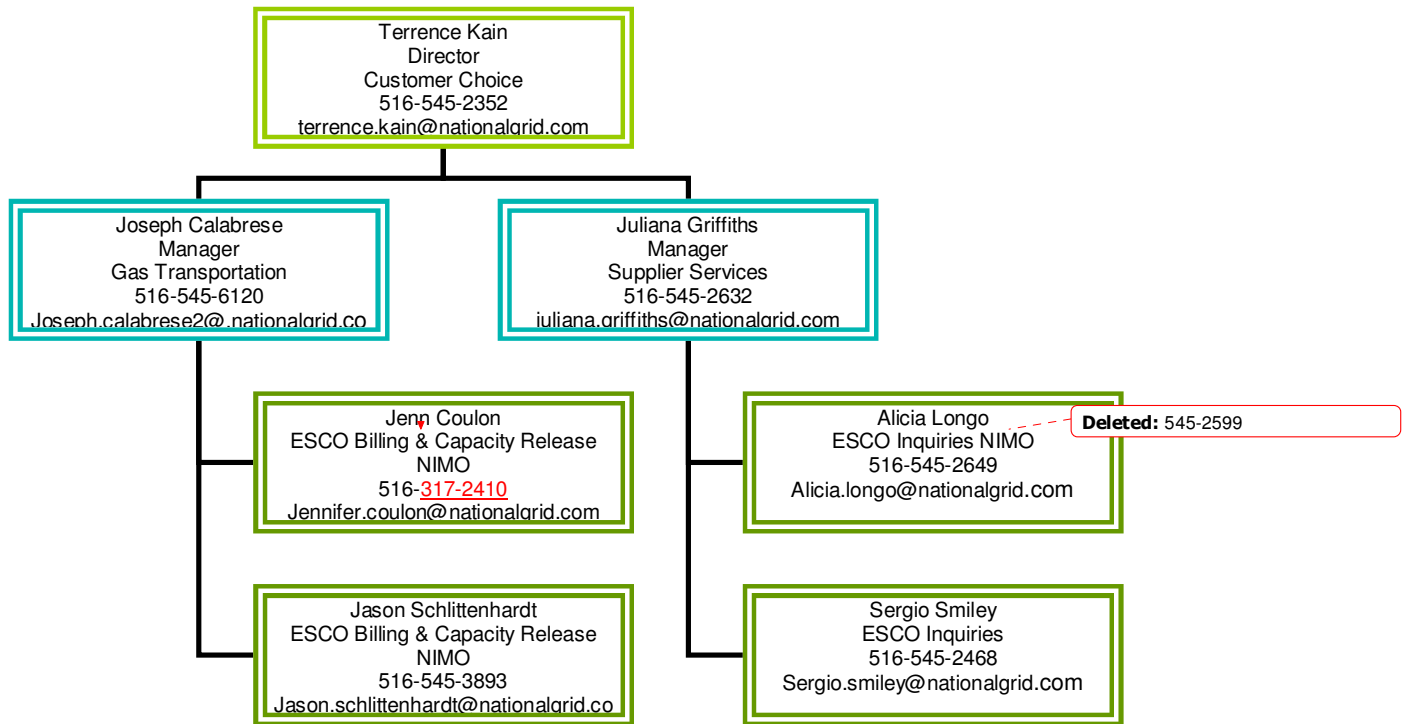 Terrence Kain
Director
Customer Choice
516-545-2352
terrence.kain@nationalgrid.com
Joseph Calabrese
Manager
Gas Transportation
516-545-6120
Joseph.calabrese2@.nationalgrid.co
Juliana Griffiths
Manager
Supplier Services
516-545-2632
juliana.griffiths@nationalgrid.com
Jenn Coulon
ESCO Billing & Capacity Release
NIMO
516-317-2410
Jennifer.coulon@nationalgrid.com
Alicia Longo
ESCO Inquiries NIMO
516-545-2649
Alicia.longo@nationalgrid.com
Deleted: 545-2599
Jason Schlittenhardt
ESCO Billing & Capacity Release
NIMO
516-545-3893
Jason.schlittenhardt@nationalgrid.co
Sergio Smiley
ESCO Inquiries
516-545-2468
Sergio.smiley@nationalgrid.com